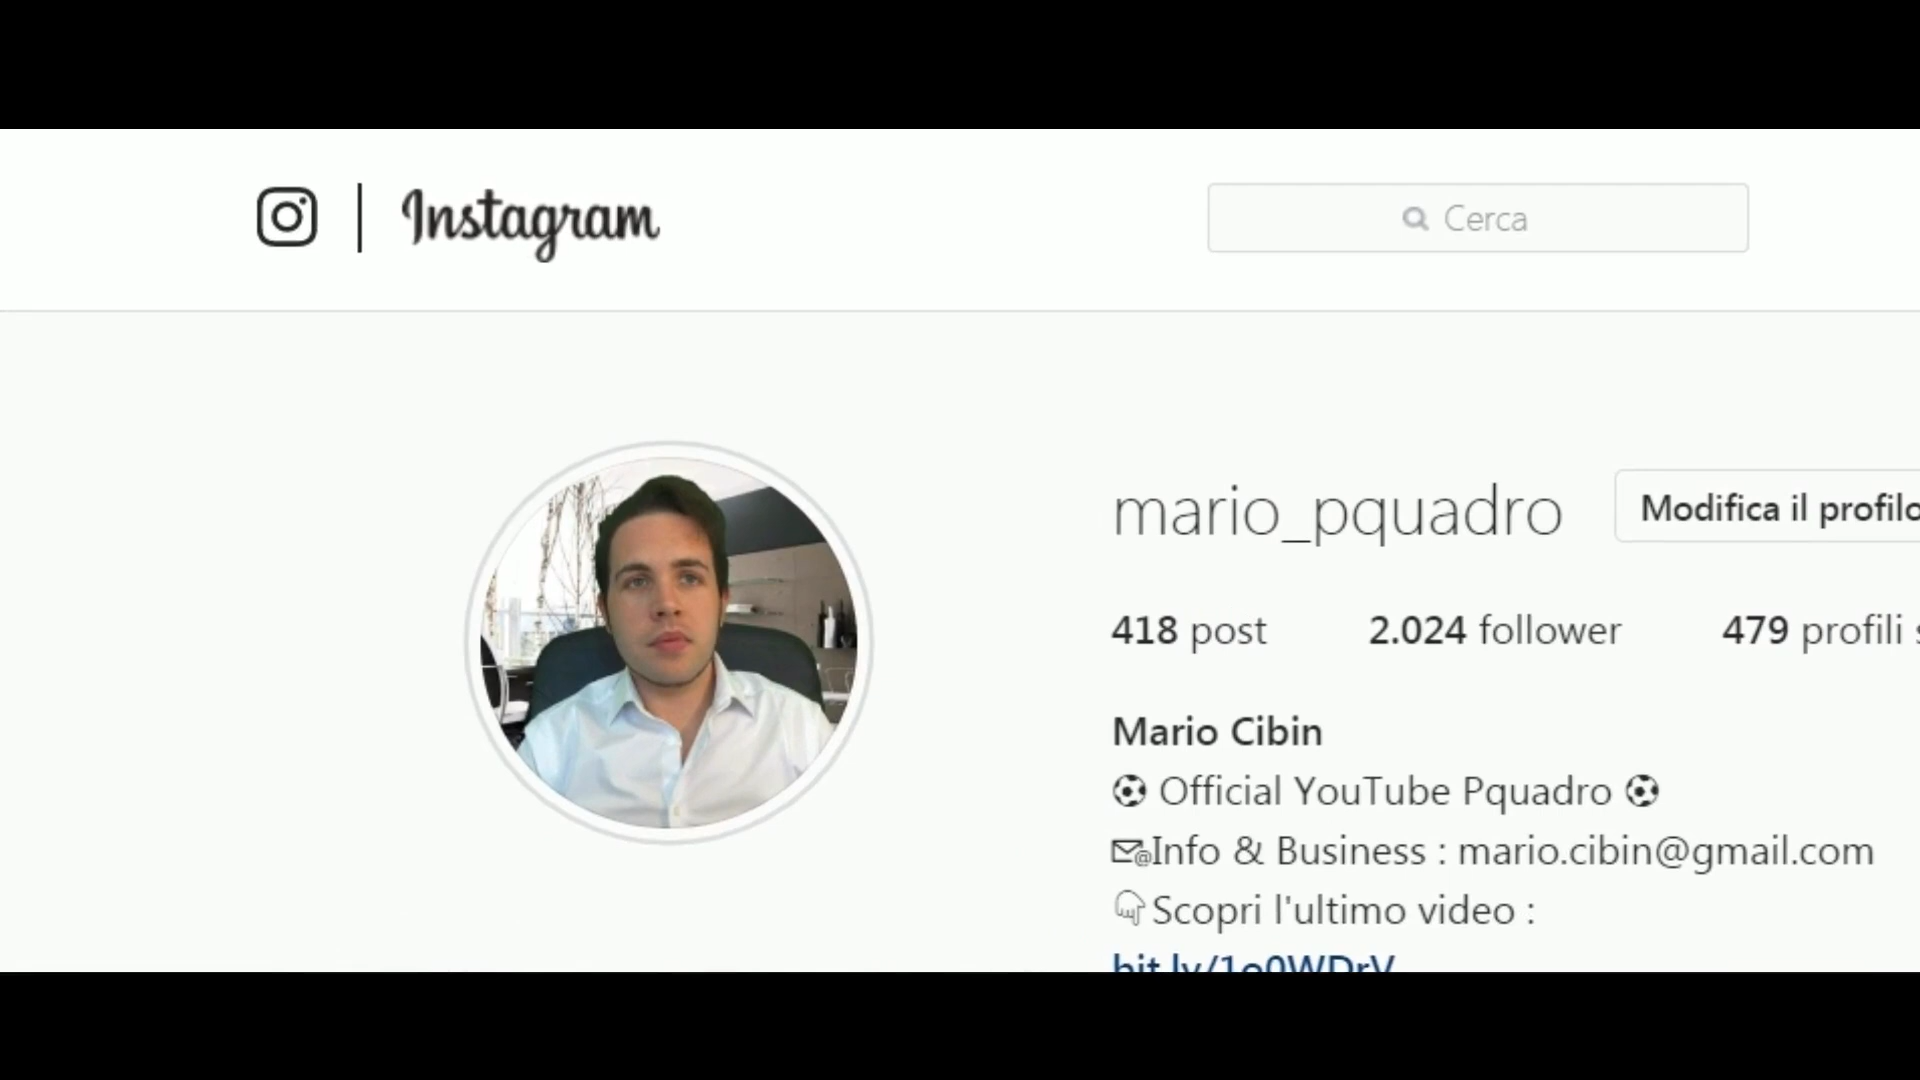 Instagram
Cerca
mario_pquadro
Modifica il profilo
418 post 2.024 follower 479 profili
Mario Cibin
⚽ Official YouTube Pquadro ⚽
Info & Business : mario.cibin@gmail.com
Scopri l'ultimo video :